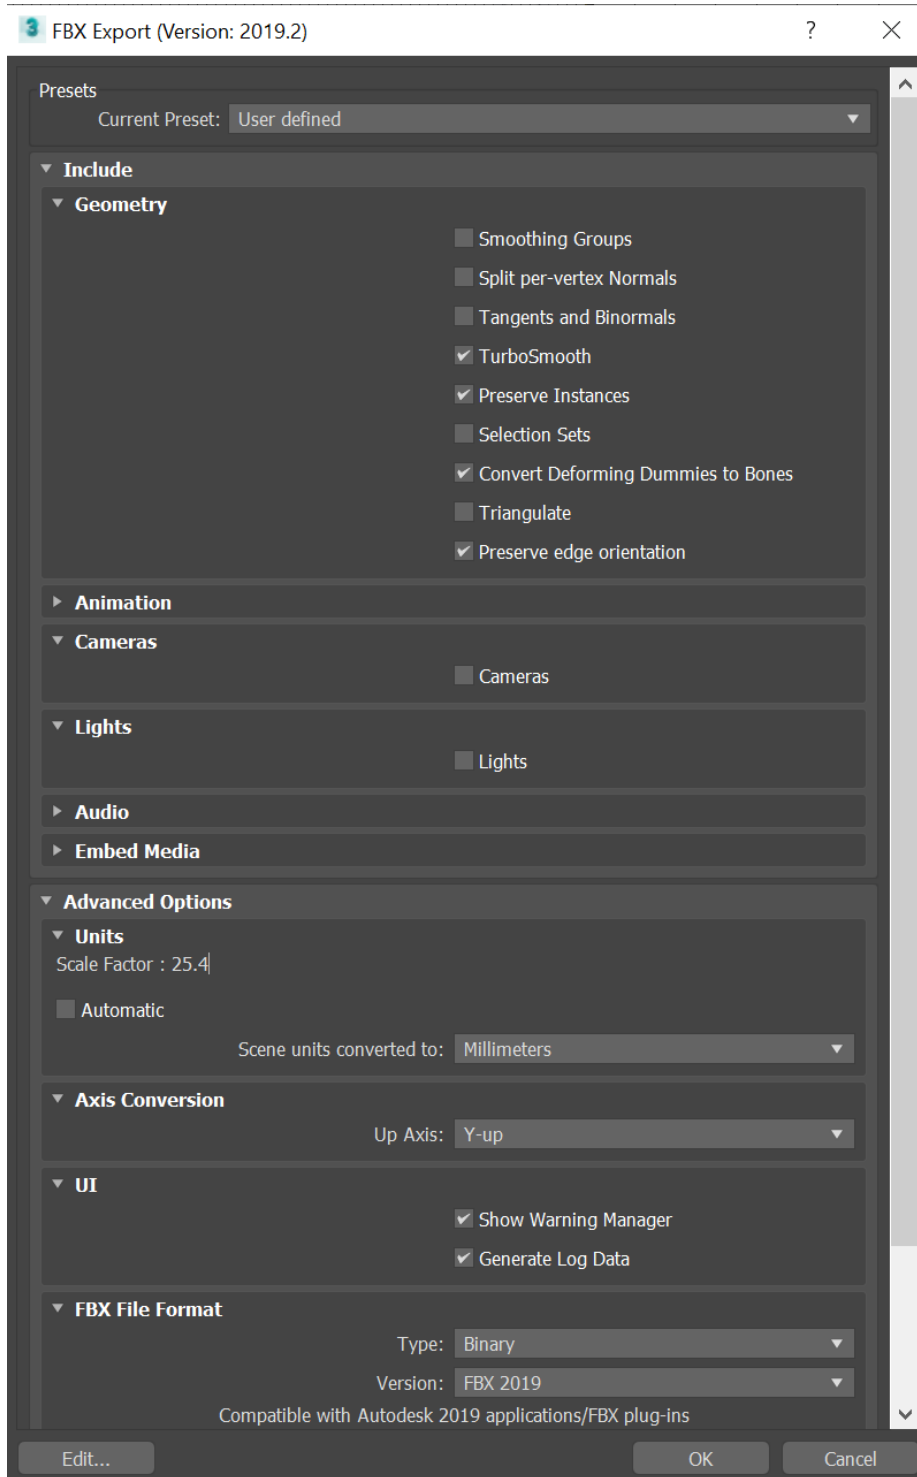 3 FBX Export (Version: 2019.2) ?
Presets
Current Preset: User defined
Include
Geometry
Smoothing Groups
Split per-vertex Normals
Tangents and Binormals
TurboSmooth
Preserve Instances
Selection Sets
Convert Deforming Dummies to Bones
Triangulate
Preserve edge orientation
Animation
Cameras
Cameras
Lights
Lights
Audio
Embed Media
Advanced Options
Units
Scale Factor : 25.4
Automatic
Scene units converted to: Millimeters
Axis Conversion
Up Axis: Y-up
UI
Show Warning Manager
Generate Log Data
FBX File Format
Type: Binary
Version: FBX 2019
Compatible with Autodesk 2019 applications/FBX plug-ins
Edit... OK Cancel